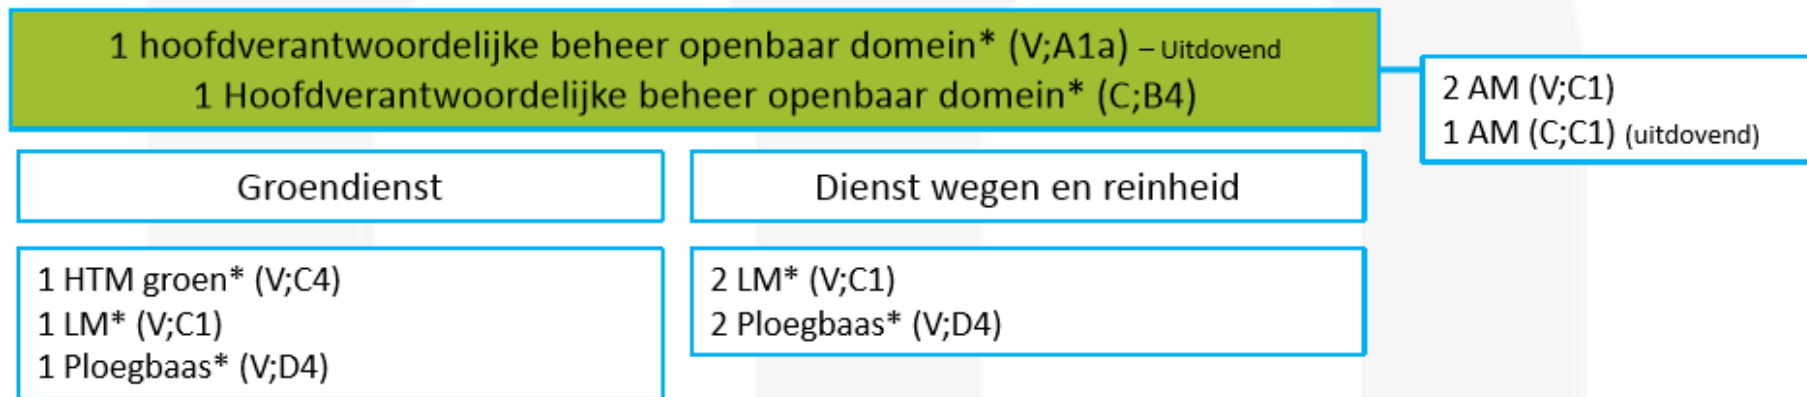 1 hoofdverantwoordelijke beheer openbaar domein* (V;A1a) – Uitdovend
1 Hoofdverantwoordelijke beheer openbaar domein* (C;B4)
2 AM (V;C1)
1 AM (C;C1) (uitdovend)
Groendienst
Dienst wegen en reinheid
1 HTM groen* (V;C4)
1 LM* (V;C1)
1 Ploegbaas* (V;D4)
2 LM* (V;C1)
2 Ploegbaas* (V;D4)